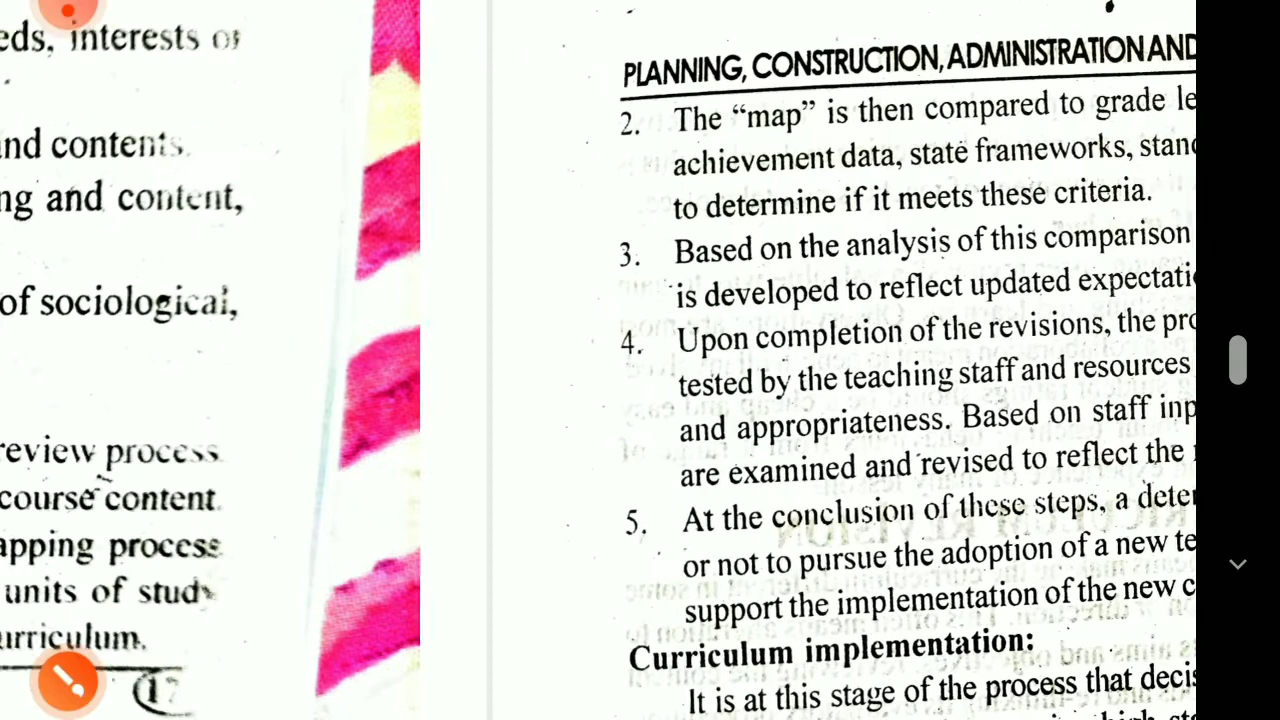 eds, interests or
nd contents.
ng and content,
of sociological,
review process
course content
apping process
units of study
urriculum.
17
PLANNING, CONSTRUCTION, ADMINISTRATION AND
2. The “map” is then compared to grade le
achievement data, state frameworks, stand
to determine if it meets these criteria.
3. Based on the analysis of this comparison
is developed to reflect updated expectati
4. Upon completion of the revisions, the pro
tested by the teaching staff and resources
and appropriateness. Based on staff inp
are examined and revised to reflect the
5. At the conclusion of these steps, a deter
or not to pursue the adoption of a new te
support the implementation of the new c
Curriculum implementation:
It is at this stage of the process that decis